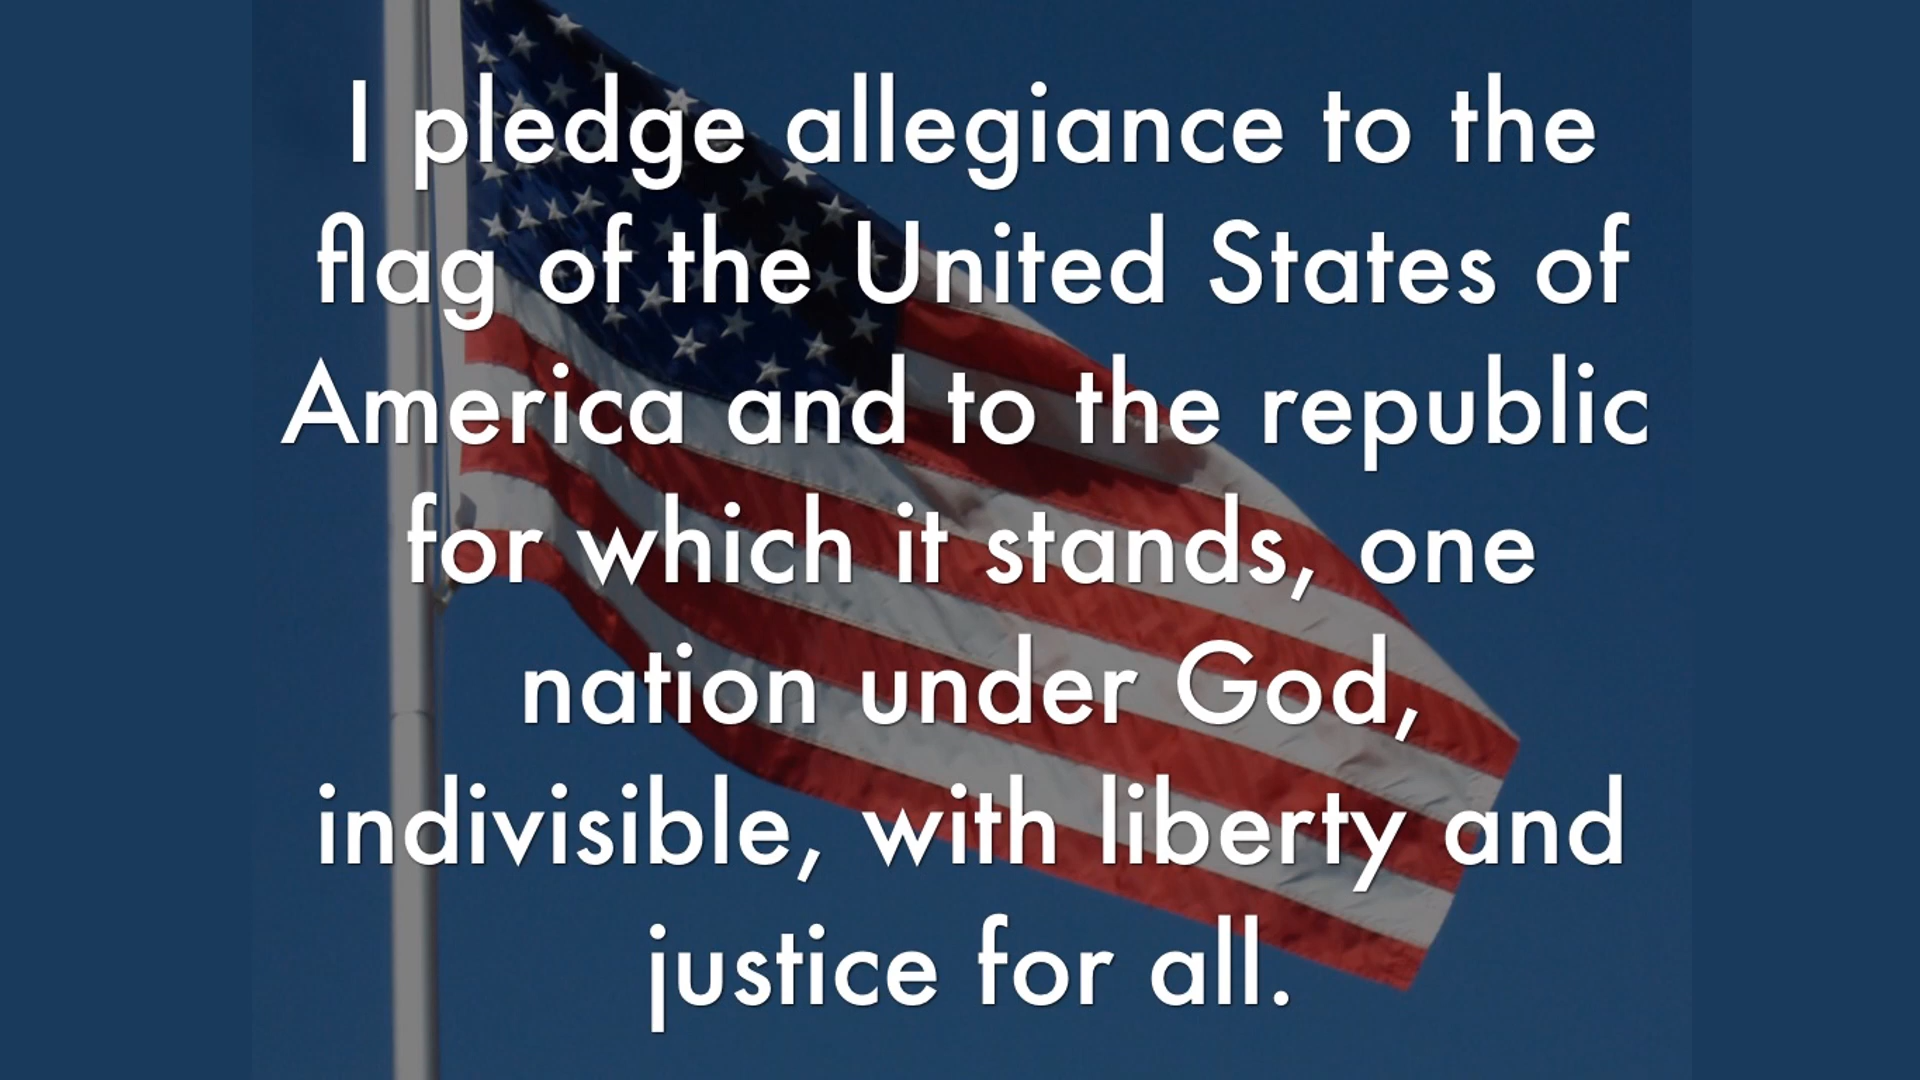 I pledge allegiance to the
flag of the United States of
America and to the republic
for which it stands, one
nation under God,
indivisible, with liberty and
justice for all.